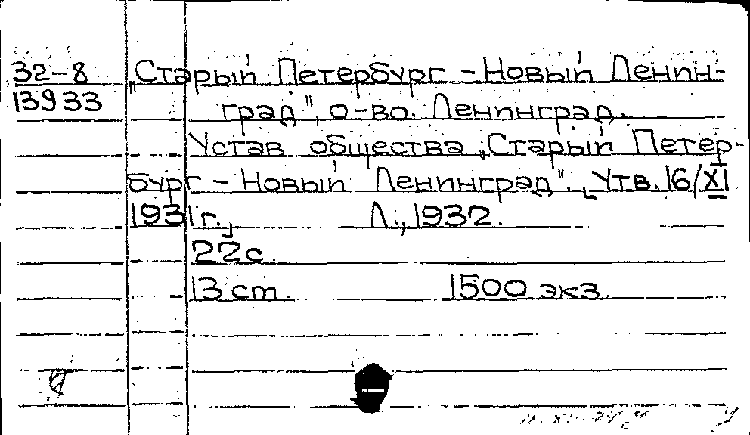 32-8
13933
„Старый Петербург - Новый Ленин-
град", о-во. Ленинград.
Устав общества „Старый Петер-
бург - Новый Ленинград". [Утв. 16/XI
1931 г.] Л., 1932.
22 с.
13 cm. 1500 экз.